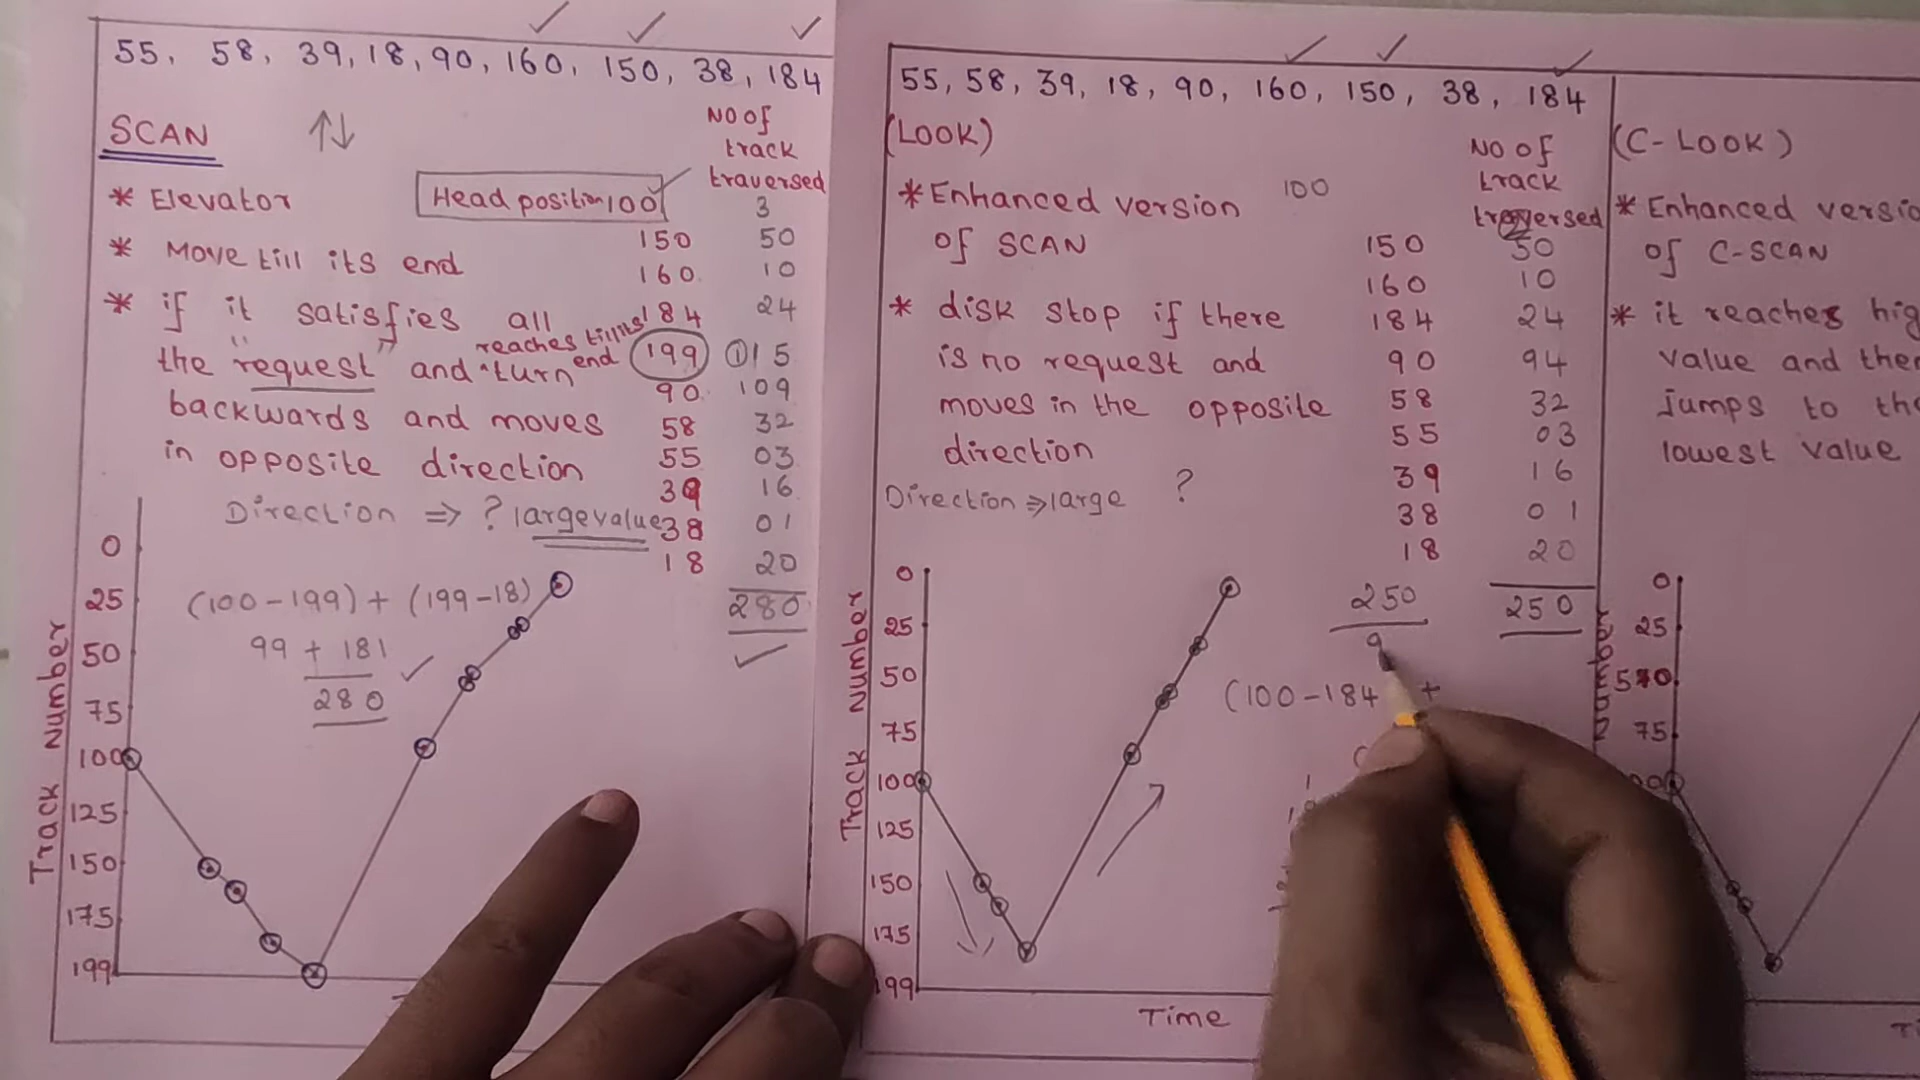 55, 58, 39, 18, 90, 160, 150, 38, 184
SCAN
No of
track
traversed
* Elevator
Head position 100
3
* Move till its end
150 50
160 10
* if it satisfies all
184 24
reaches till its
end
the "request" and turn
199 ① 15
90 109
backwards and moves
58 32
in opposite direction
55 03
39 16
Direction ⇒ ? large value
38 01
18 20
280
(100-199) + (199-18)
99 + 181
280
Track Number
0
25
50
75
100
125
150
175
199
55, 58, 39, 18, 90, 160, 150, 38, 184
(LOOK)
No of
track
traversed
* Enhanced version
100
of SCAN
150 50
160 10
* disk stop if there
184 24
is no request and
90 94
moves in the opposite
58 32
55 03
direction
39 16
Direction ⇒ large ?
38 01
18 20
250
250
9
(100-184 +
Track Number
0
25
50
75
100
125
150
175
199
Time
(C-LOOK)
* Enhanced
of C-SCAN
* it reaches
value and
jumps to
lowest value
0
25
50
75